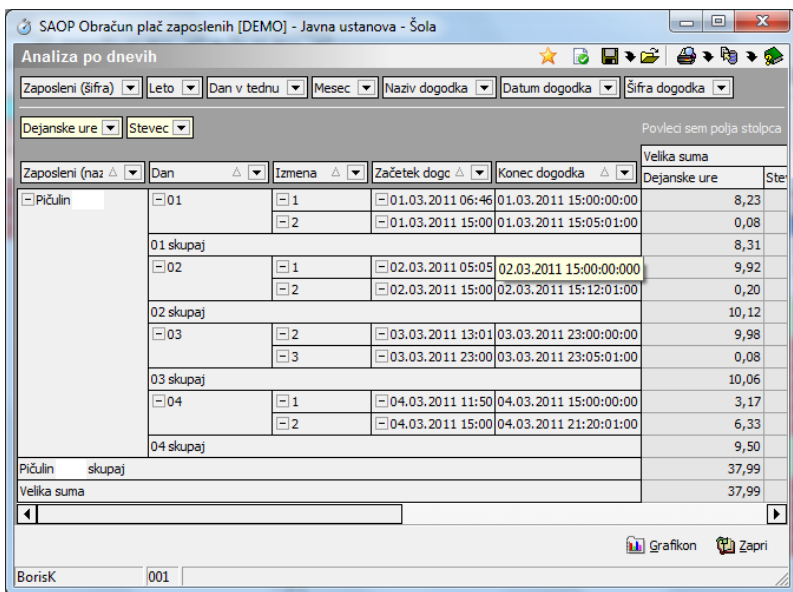 SAOP Obračun plač zaposlenih [DEMO] - Javna ustanova - Šola
Analiza po dnevih
Zaposleni (šifra) Leto Dan v tednu Mesec Naziv dogodka Datum dogodka Šifra dogodka
Dejanske ure Stevec Povleci sem polja stolpca
Velika suma
Zaposleni (naz Dan Izmena Začetek dogo Konec dogodka Dejanske ure Ste
Pičulin 01 1 01.03.2011 06:46 01.03.2011 15:00:00:00 8,23
2 01.03.2011 15:00 01.03.2011 15:05:01:00 0,08
01 skupaj 8,31
02 1 02.03.2011 05:05 02.03.2011 15:00:00:000 9,92
2 02.03.2011 15:00 02.03.2011 15:12:01:00 0,20
02 skupaj 10,12
03 2 03.03.2011 13:01 03.03.2011 23:00:00:00 9,98
3 03.03.2011 23:00 03.03.2011 23:05:01:00 0,08
03 skupaj 10,06
04 1 04.03.2011 11:50 04.03.2011 15:00:00:00 3,17
2 04.03.2011 15:00 04.03.2011 21:20:01:00 6,33
04 skupaj 9,50
Pičulin skupaj 37,99
Velika suma 37,99
Grafikon Zapri
BorisK 001